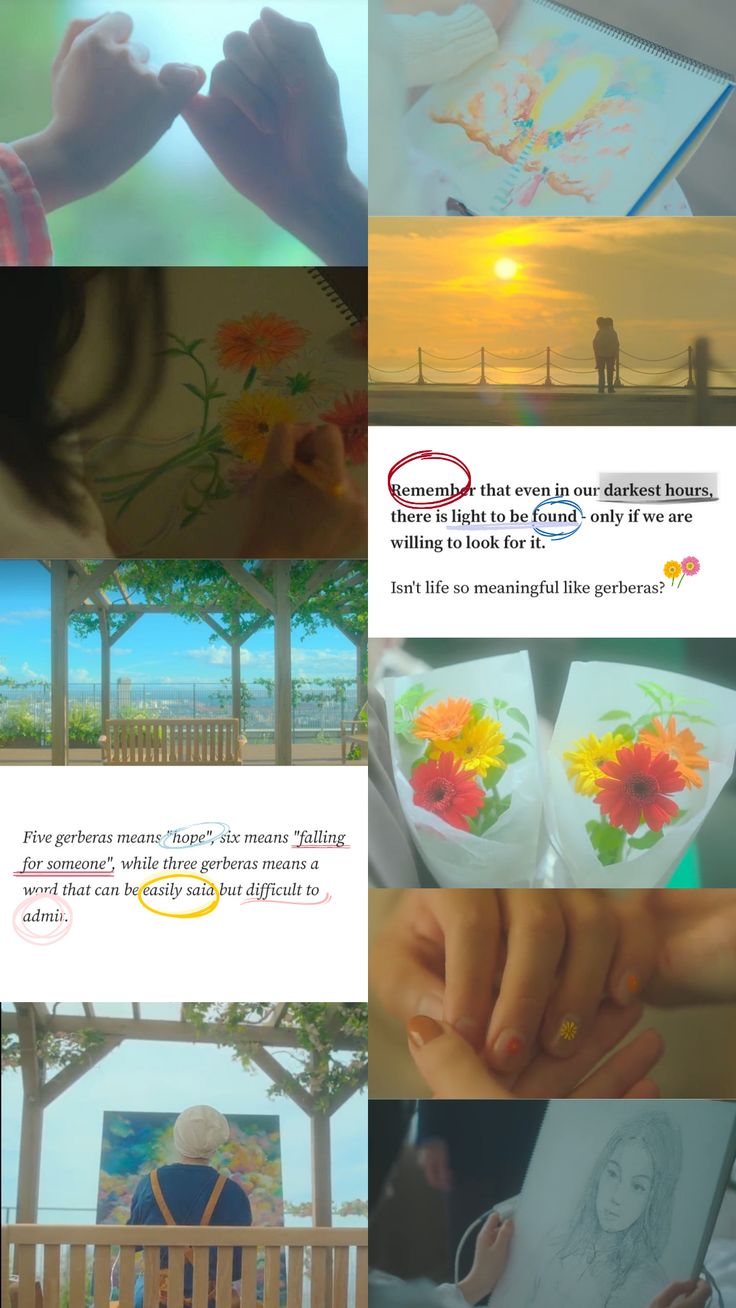 Remember that even in our darkest hours,
there is light to be found - only if we are
willing to look for it.
Isn't life so meaningful like gerberas?
Five gerberas means "hope", six means "falling
for someone", while three gerberas means a
word that can be easily said but difficult to
admir.